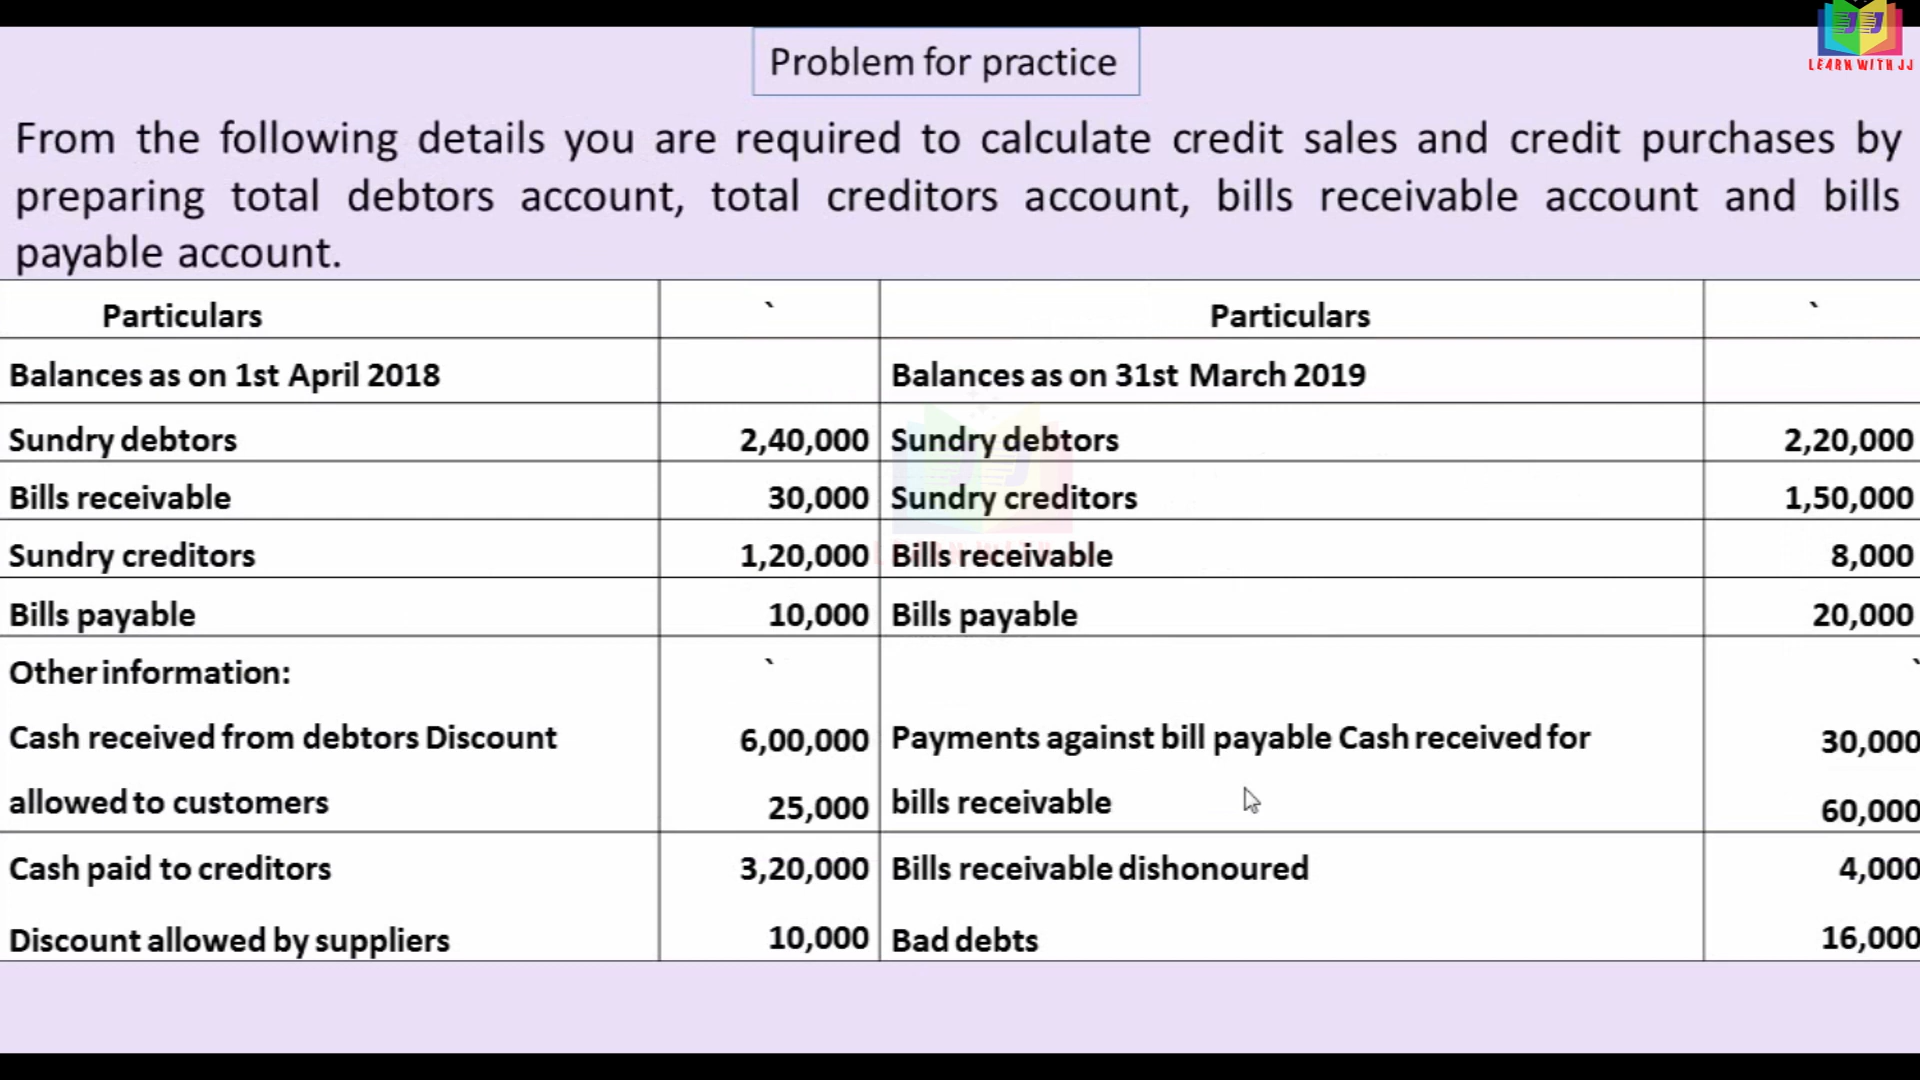 LEARN WITH JJ
Problem for practice
From the following details you are required to calculate credit sales and credit purchases by
preparing total debtors account, total creditors account, bills receivable account and bills
payable account.
Particulars ` Particulars `
Balances as on 1st April 2018 Balances as on 31st March 2019
Sundry debtors 2,40,000 Sundry debtors 2,20,000
Bills receivable 30,000 Sundry creditors 1,50,000
Sundry creditors 1,20,000 Bills receivable 8,000
Bills payable 10,000 Bills payable 20,000
Other information: ` `
Cash received from debtors Discount 6,00,000 Payments against bill payable Cash received for 30,000
allowed to customers 25,000 bills receivable 60,000
Cash paid to creditors 3,20,000 Bills receivable dishonoured 4,000
Discount allowed by suppliers 10,000 Bad debts 16,000